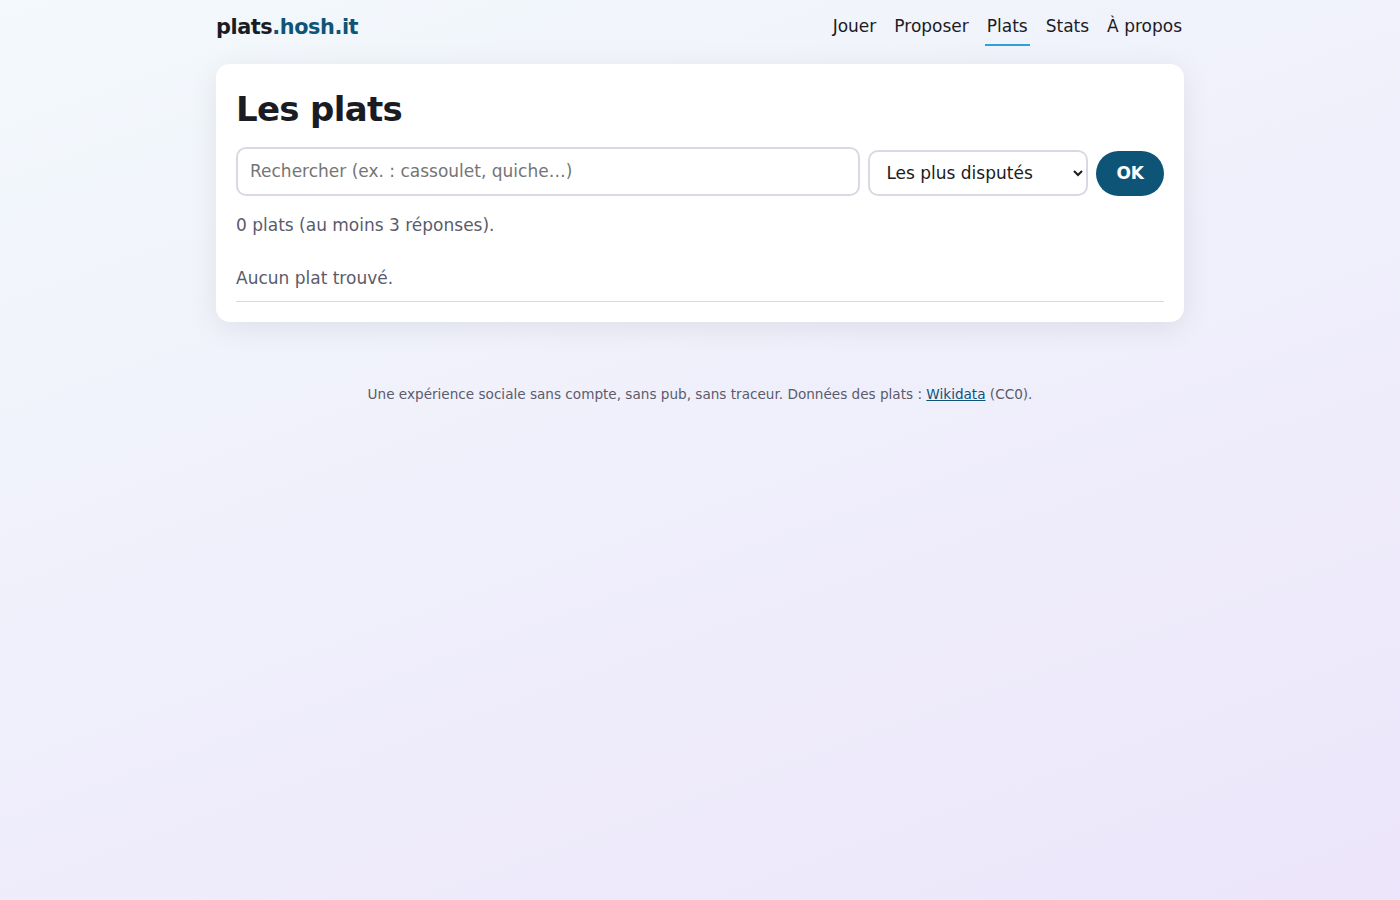 plats.hosh.it
Jouer Proposer Plats Stats À propos
Les plats
Rechercher (ex. : cassoulet, quiche…)
Les plus disputés
OK
0 plats (au moins 3 réponses).
Aucun plat trouvé.
Une expérience sociale sans compte, sans pub, sans traceur. Données des plats : Wikidata (CC0).